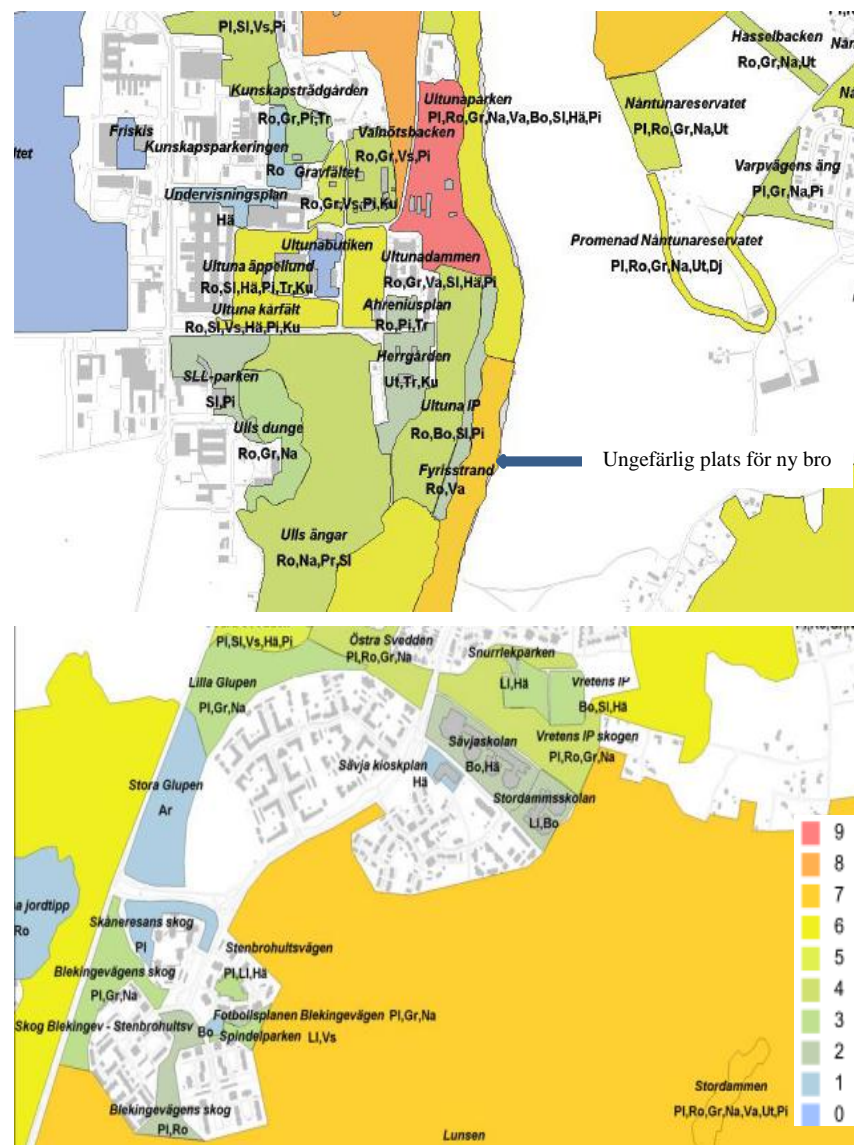 Pl,Sl,Vs,Pi
Kunskapsträdgården
Ro,Gr,Pi,Tr
Friskis
Kunskapsparkeringen
Ro
Gravfältet
Ro,Gr,Vs,Pi,Ku
Valhötsbacken
Ro,Gr,Vs,Pi
Ultunaparken
Pl,Ro,Gr,Na,Va,Bo,Sl,Hä,Pi
Undervisningsplan
Hä
Ultunabutiken
Ultuna äppellund
Ro,Sl,Hä,Pi,Tr,Ku
Ultuna kårfält
Ro,Sl,Vs,Hä,Pi,Ku
Ultunadammen
Ro,Gr,Va,Sl,Hä,Pi
Ahreniusplan
Ro,Pi,Tr
Herrgården
Ut,Tr,Ku
SLL-parken
Sl,Pi
Ulls dunge
Ro,Gr,Na
Ultuna IP
Ro,Bo,Sl,Pi
Fyrisstrand
Ro,Va
Ulls ängar
Ro,Na,Pr,Sl
Hasselbacken
Ro,Gr,Na,Ut
Nåntunareservatet
Pl,Ro,Gr,Na,Ut
Varpvägens äng
Pl,Gr,Na,Pi
Promenad Nåntunareservatet
Pl,Ro,Gr,Na,Ut,Dj
Ungefärlig plats för ny bro
Pl,Sl,Vs,Hä,Pi
Östra Svedden
Pl,Ro,Gr,Na
Lilla Glupen
Pl,Gr,Na
Snurrlekparken
Ll,Hä
Vretens IP
Bo,Sl,Hä
Sävjaskolan
Bo,Hä
Vretens IP skogen
Pl,Ro,Gr,Na
Sävja kioskplan
Hä
Stora Glupen
Ar
Stordammsskolan
Ll,Bo
a jordtipp
Ro
Skåneresans skog
Pl
Stenbrohultsvägen
Pl,Ll,Hä
Blekingevägens skog
Pl,Gr,Na
Skog Blekingev - Stenbrohultsv
Bo
Fotbollsplanen Blekingevägen Pl,Gr,Na
Spindelparken Ll,Vs
Blekingevägens skog
Pl,Ro
Stordammen
Pl,Ro,Gr,Na,Va,Ut,Pi
Lunsen
9
8
7
6
5
4
3
2
1
0